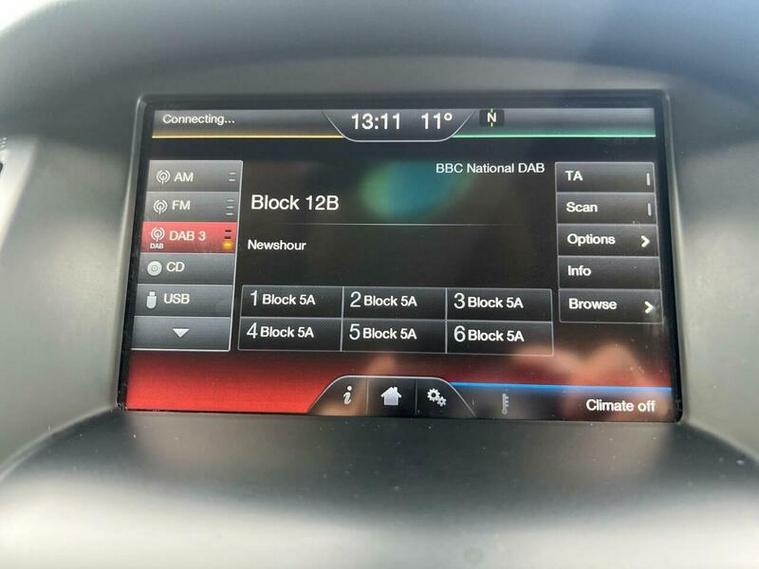 Connecting...
13:11 11° N
BBC National DAB
AM
FM
DAB 3
DAB
CD
USB
Block 12B
Newshour
1 Block 5A 2 Block 5A 3 Block 5A
4 Block 5A 5 Block 5A 6 Block 5A
TA
Scan
Options
Info
Browse
i
Climate off